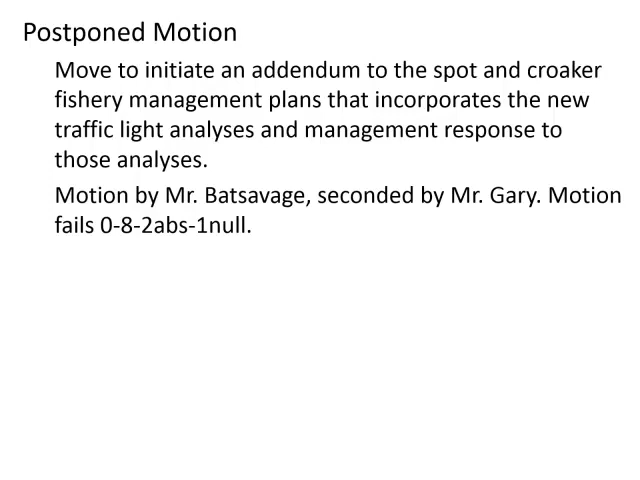 Postponed Motion
Move to initiate an addendum to the spot and croaker
fishery management plans that incorporates the new
traffic light analyses and management response to
those analyses.
Motion by Mr. Batsavage, seconded by Mr. Gary. Motion
fails 0-8-2abs-1null.